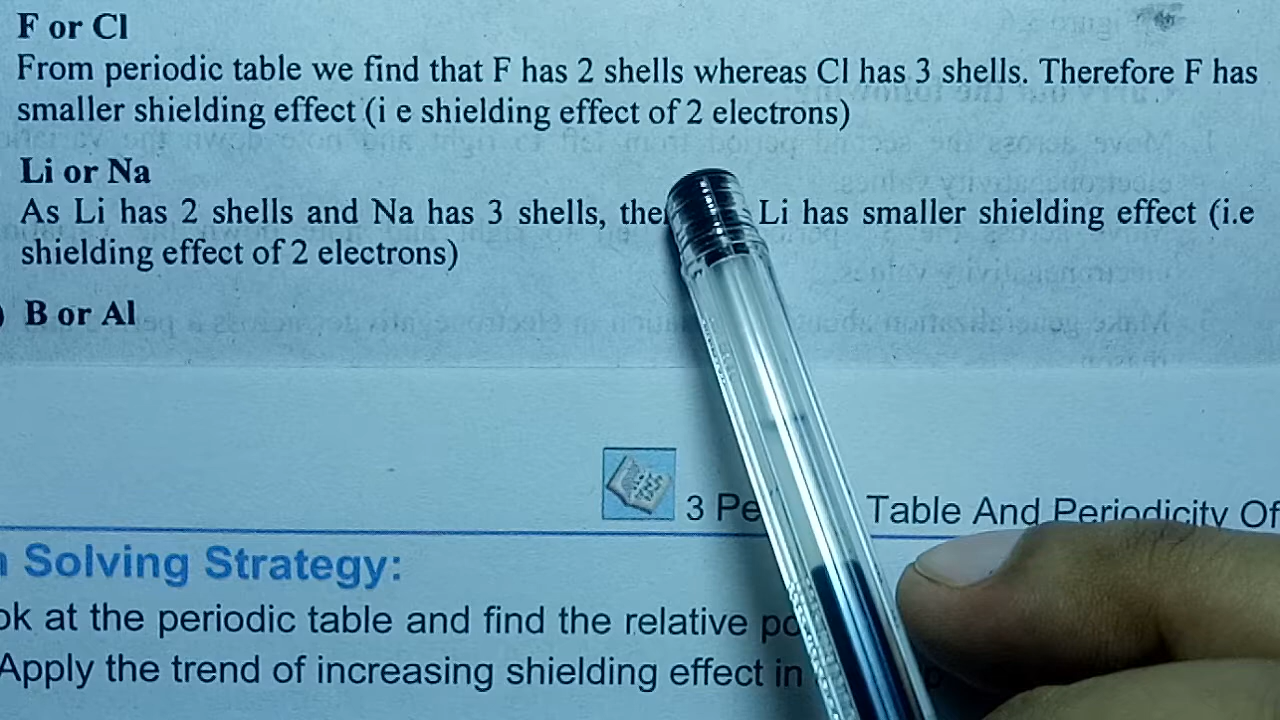 F or Cl
From periodic table we find that F has 2 shells whereas Cl has 3 shells. Therefore F has
smaller shielding effect (i e shielding effect of 2 electrons)
Li or Na
As Li has 2 shells and Na has 3 shells, the Li has smaller shielding effect (i.e
shielding effect of 2 electrons)
) B or Al
3 Pe Table And Periodicity Of
Solving Strategy:
ok at the periodic table and find the relative po
Apply the trend of increasing shielding effect in